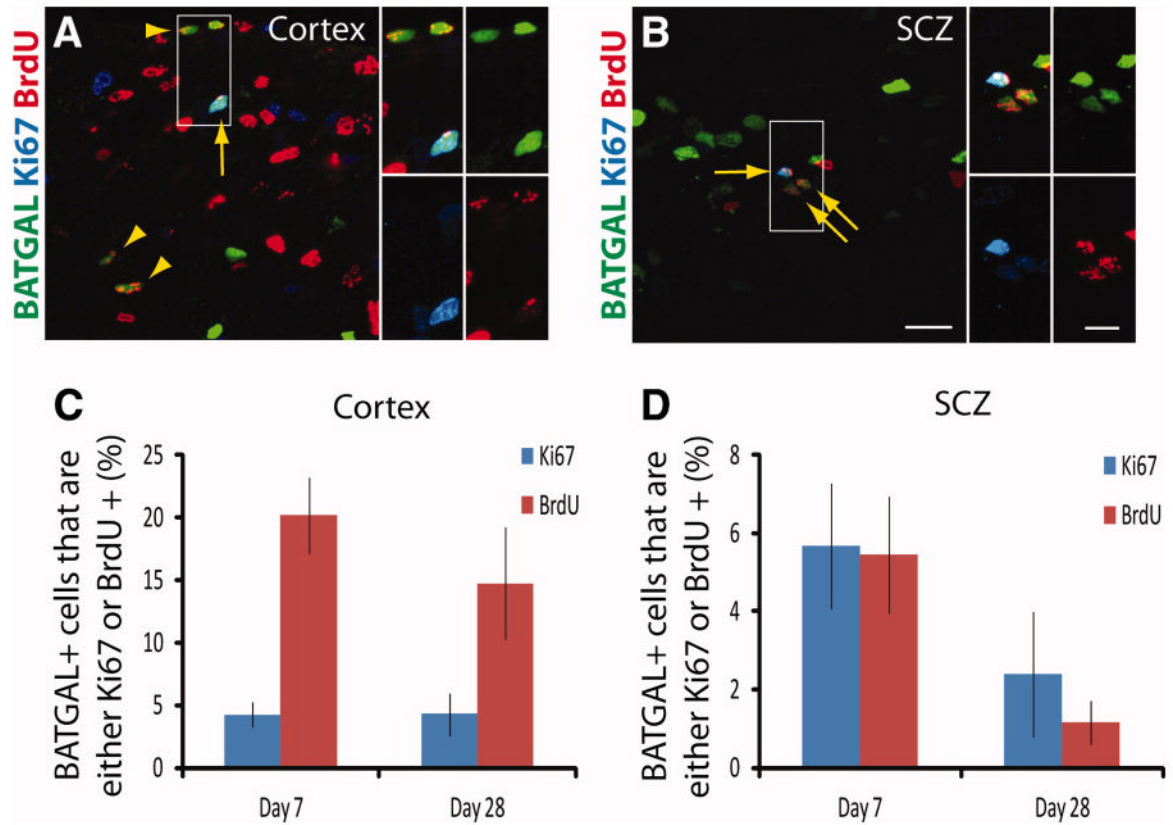 BATGAL Ki67 BrdU
A
Cortex
BATGAL Ki67 BrdU
B
SCZ
C
Cortex
BATGAL+ cells that are
either Ki67 or BrdU + (%)
25
20
15
10
5
0
Ki67
BrdU
Day 7
Day 28
D
SCZ
BATGAL+ cells that are
either Ki67 or BrdU + (%)
8
6
4
2
0
Ki67
BrdU
Day 7
Day 28